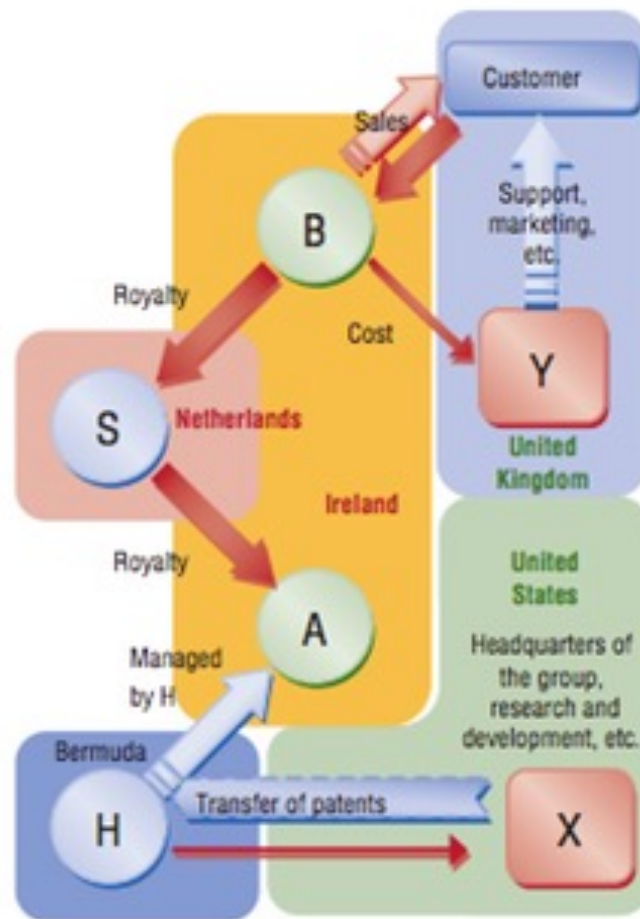 Customer
Sales
B
Support,
marketing,
etc.
Royalty
Cost
Y
S
Netherlands
United
Kingdom
Ireland
Royalty
United
States
A
Managed
by H
Headquarters of
the group,
research and
development, etc.
Bermuda
Transfer of patents
H
X